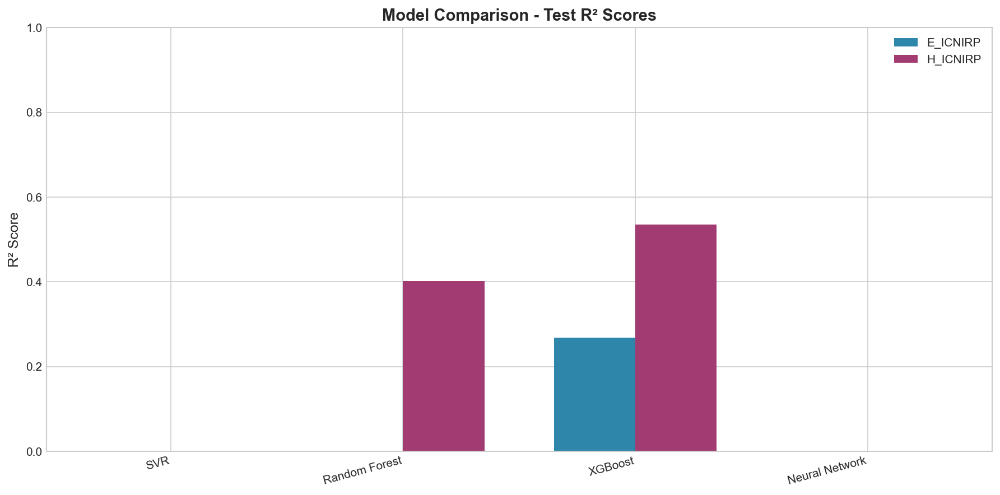 Model Comparison - Test R² Scores
E_ICNIRP
H_ICNIRP
R² Score
1.0
0.8
0.6
0.4
0.2
0.0
SVR
Random Forest
XGBoost
Neural Network